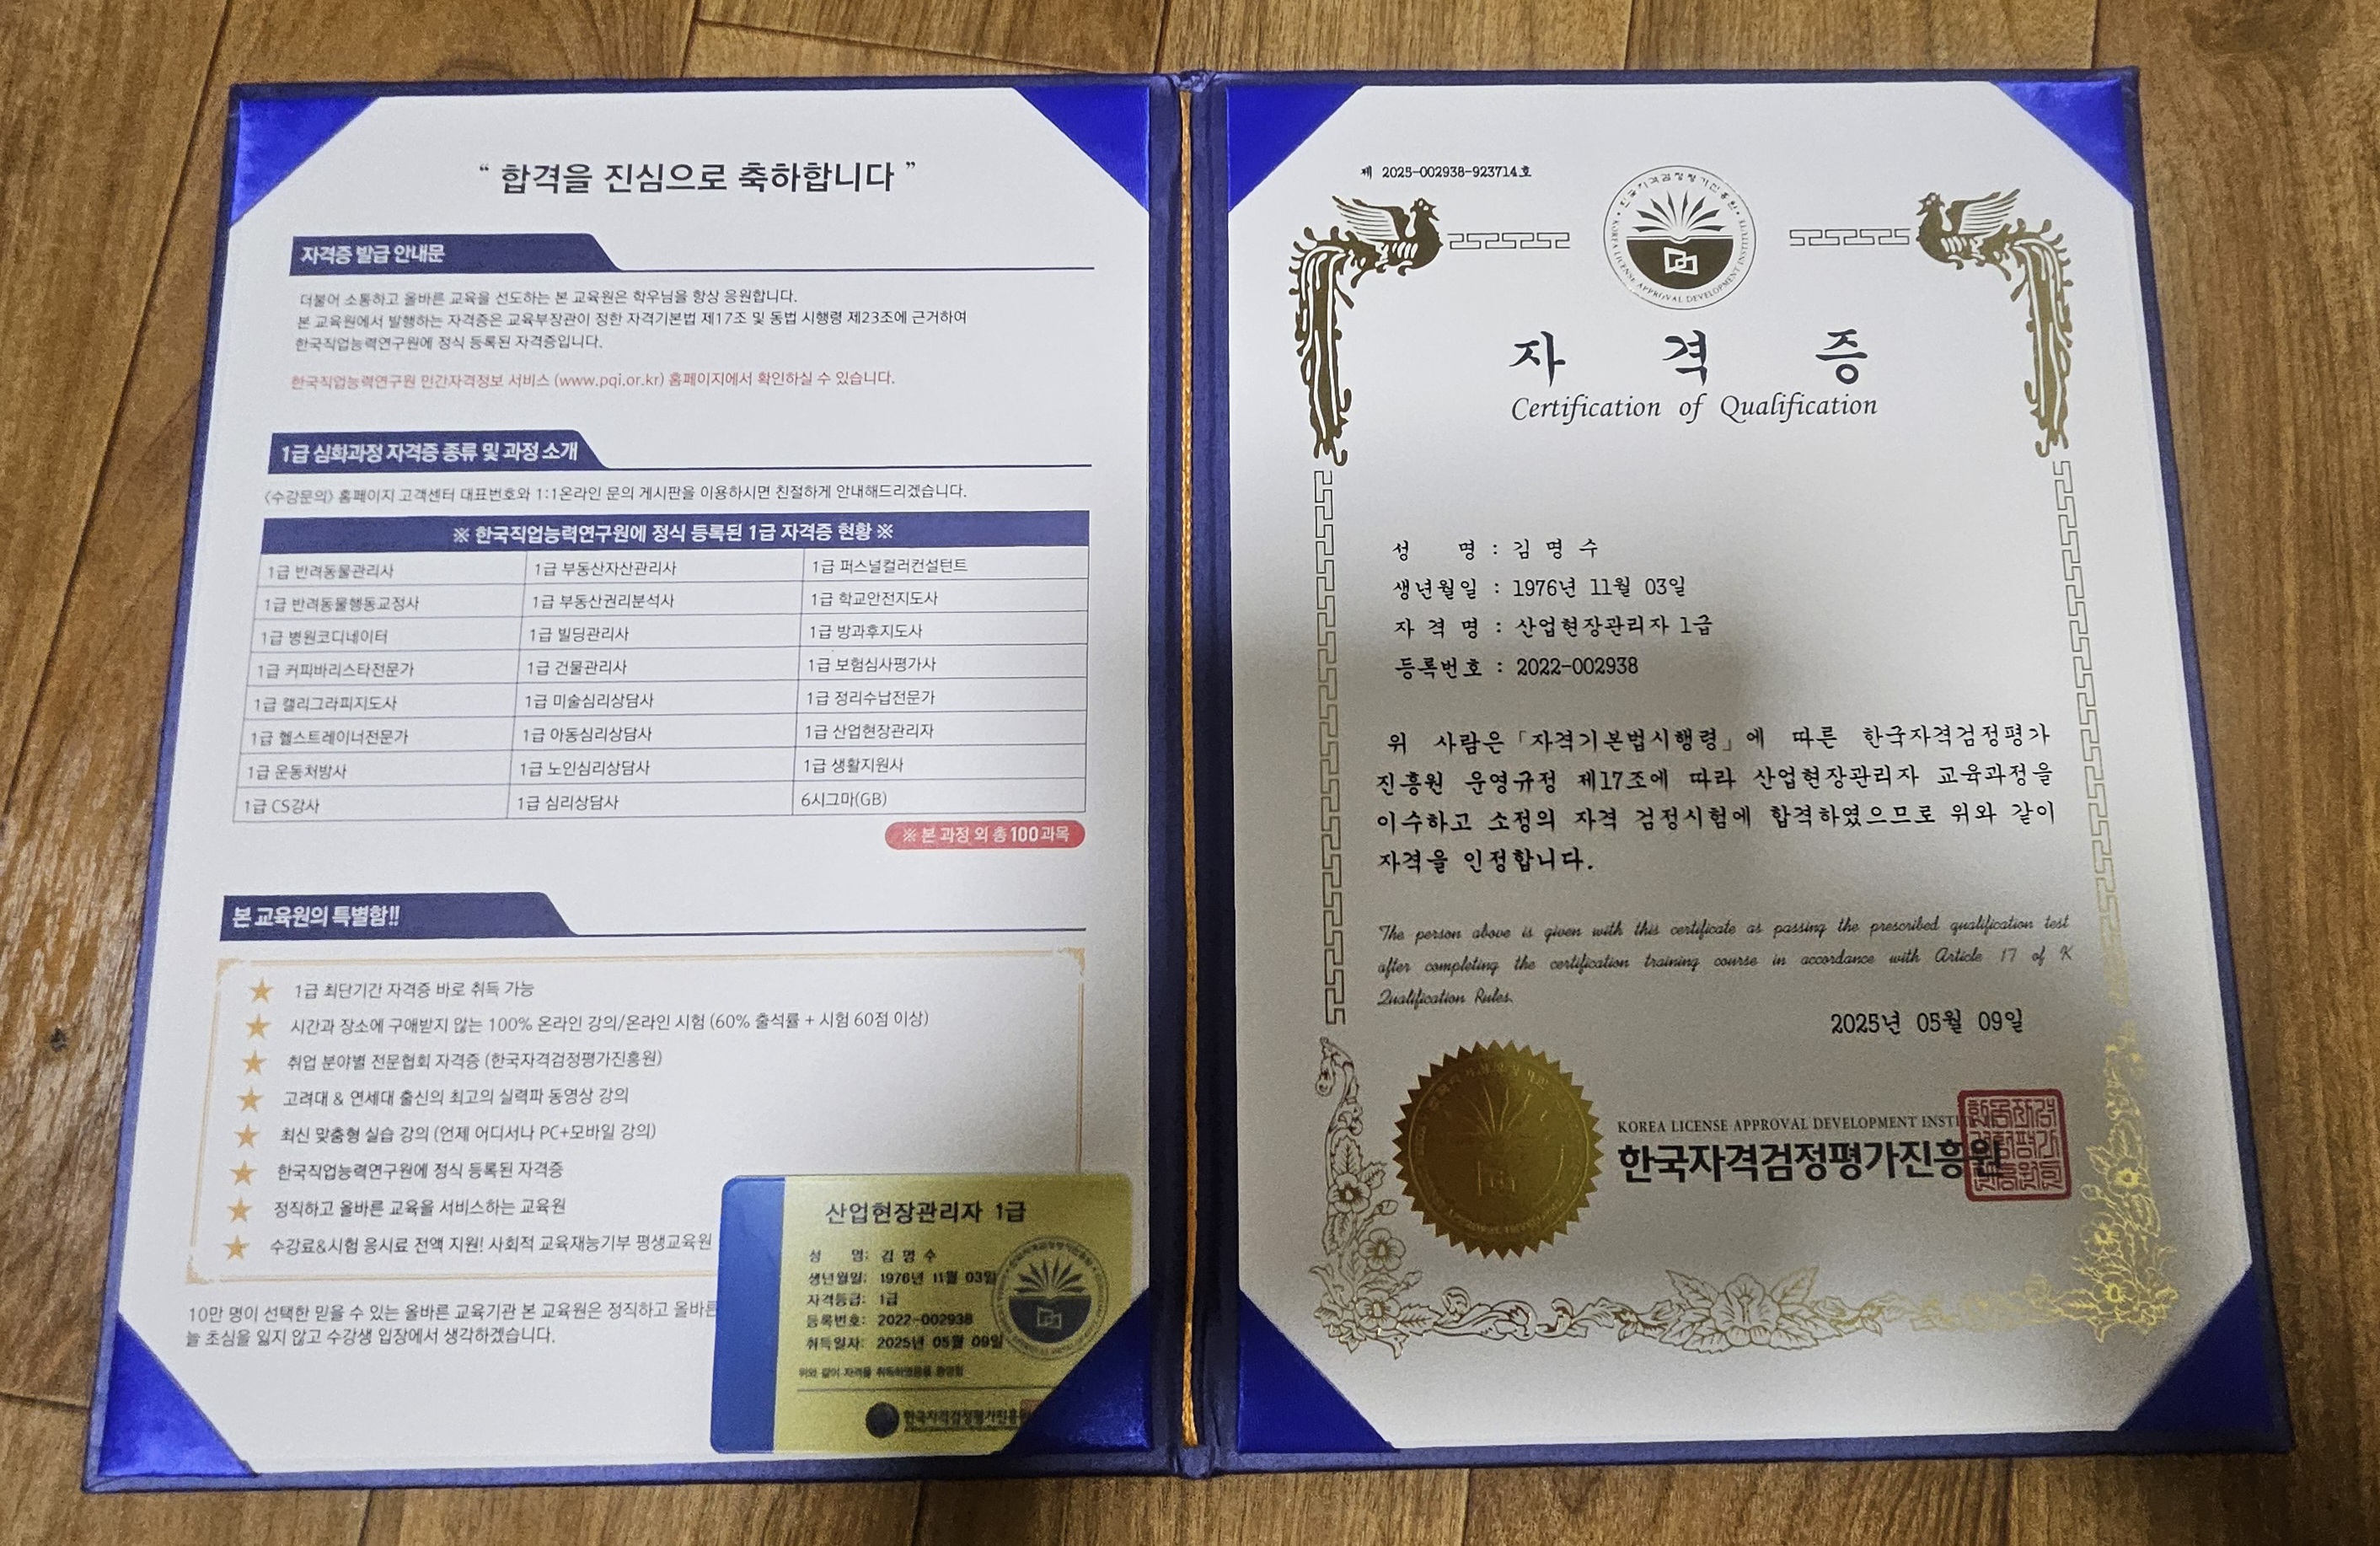 “ 합격을 진심으로 축하합니다 ”
자격증 발급 안내문
더불어 소통하고 올바른 교육을 선도하는 본 교육원은 학우님을 항상 응원합니다.
본 교육원에서 발행하는 자격증은 교육부장관이 정한 자격기본법 제17조 및 동법 시행령 제23조에 근거하여
한국직업능력연구원에 정식 등록된 자격증입니다.
한국직업능력연구원 민간자격정보 서비스 (www.pqi.or.kr) 홈페이지에서 확인하실 수 있습니다.
1급 심화과정 자격증 종류 및 과정 소개
〈수강문의〉 홈페이지 고객센터 대표번호와 1:1온라인 문의 게시판을 이용하시면 친절하게 안내해드리겠습니다.
※ 한국직업능력연구원에 정식 등록된 1급 자격증 현황 ※
1급 반려동물관리사 1급 부동산자산관리사 1급 퍼스널컬러컨설턴트
1급 반려동물행동교정사 1급 부동산권리분석사 1급 학교안전지도사
1급 병원코디네이터 1급 빌딩관리사 1급 방과후지도사
1급 커피바리스타전문가 1급 건물관리사 1급 보험심사평가사
1급 캘리그라피지도사 1급 미술심리상담사 1급 정리수납전문가
1급 헬스트레이너전문가 1급 아동심리상담사 1급 산업현장관리자
1급 운동처방사 1급 노인심리상담사 1급 생활지원사
1급 CS강사 1급 심리상담사 6시그마(GB)
※ 본 과정 외 총 100과목
본 교육원의 특별함!!
★ 1급 최단기간 자격증 바로 취득 가능
★ 시간과 장소에 구애받지 않는 100% 온라인 강의/온라인 시험 (60% 출석률 + 시험 60점 이상)
★ 취업 분야별 전문협회 자격증 (한국자격검정평가진흥원)
★ 고려대 & 연세대 출신의 최고의 실력파 동영상 강의
★ 최신 맞춤형 실습 강의 (언제 어디서나 PC+모바일 강의)
★ 한국직업능력연구원에 정식 등록된 자격증
★ 정직하고 올바른 교육을 서비스하는 교육원
★ 수강료&시험 응시료 전액 지원! 사회적 교육재능기부 평생교육원
10만 명이 선택한 믿을 수 있는 올바른 교육기관 본 교육원은 정직하고 올바른
늘 초심을 잃지 않고 수강생 입장에서 생각하겠습니다.
산업현장관리자 1급
성 명: 김 명 수
생년월일: 1976년 11월 03일
자격등급: 1급
등록번호: 2022-002938
취득일자: 2025년 05월 09일
위와 같이 자격을 취득하였음을 증명함
한국자격검정평가진흥원
제 2025-002938-923714호
한국자격검정평가진흥원
KOREA LICENSE APPROVAL DEVELOPMENT INSTITUTE
자 격 증
Certification of Qualification
성 명 : 김 명 수
생년월일 : 1976년 11월 03일
자 격 명 : 산업현장관리자 1급
등록번호 : 2022-002938
위 사람은 「자격기본법시행령」에 따른 한국자격검정평가
진흥원 운영규정 제17조에 따라 산업현장관리자 교육과정을
이수하고 소정의 자격 검정시험에 합격하였으므로 위와 같이
자격을 인정합니다.
The person above is given with this certificate as passing the prescribed qualification test
after completing the certification training course in accordance with Article 17 of K
Qualification Rules.
2025년 05월 09일
KOREA LICENSE APPROVAL DEVELOPMENT INSTI
한국자격검정평가진흥원